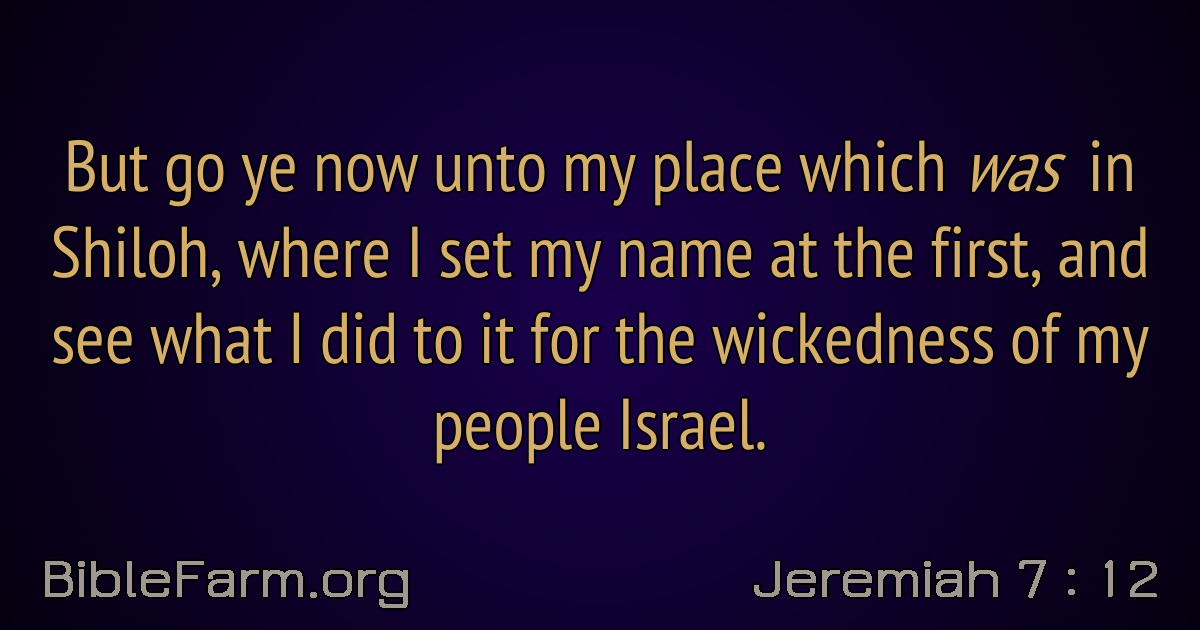 But go ye now unto my place which was in
Shiloh, where I set my name at the first, and
see what I did to it for the wickedness of my
people Israel.
BibleFarm.org
Jeremiah 7 : 12